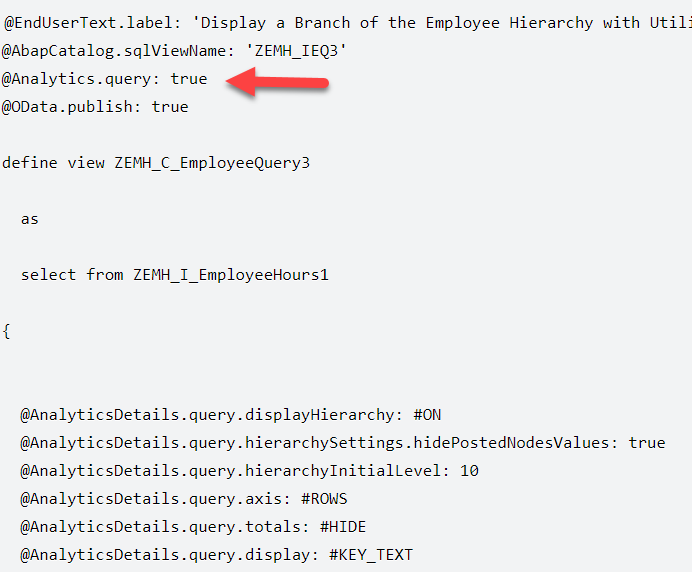 @EndUserText.label: 'Display a Branch of the Employee Hierarchy with Utili
@AbapCatalog.sqlViewName: 'ZEMH_IEQ3'
@Analytics.query: true
@OData.publish: true
define view ZEMH_C_EmployeeQuery3
as
select from ZEMH_I_EmployeeHours1
{
@AnalyticsDetails.query.displayHierarchy: #ON
@AnalyticsDetails.query.hierarchySettings.hidePostedNodesValues: true
@AnalyticsDetails.query.hierarchyInitialLevel: 10
@AnalyticsDetails.query.axis: #ROWS
@AnalyticsDetails.query.totals: #HIDE
@AnalyticsDetails.query.display: #KEY_TEXT